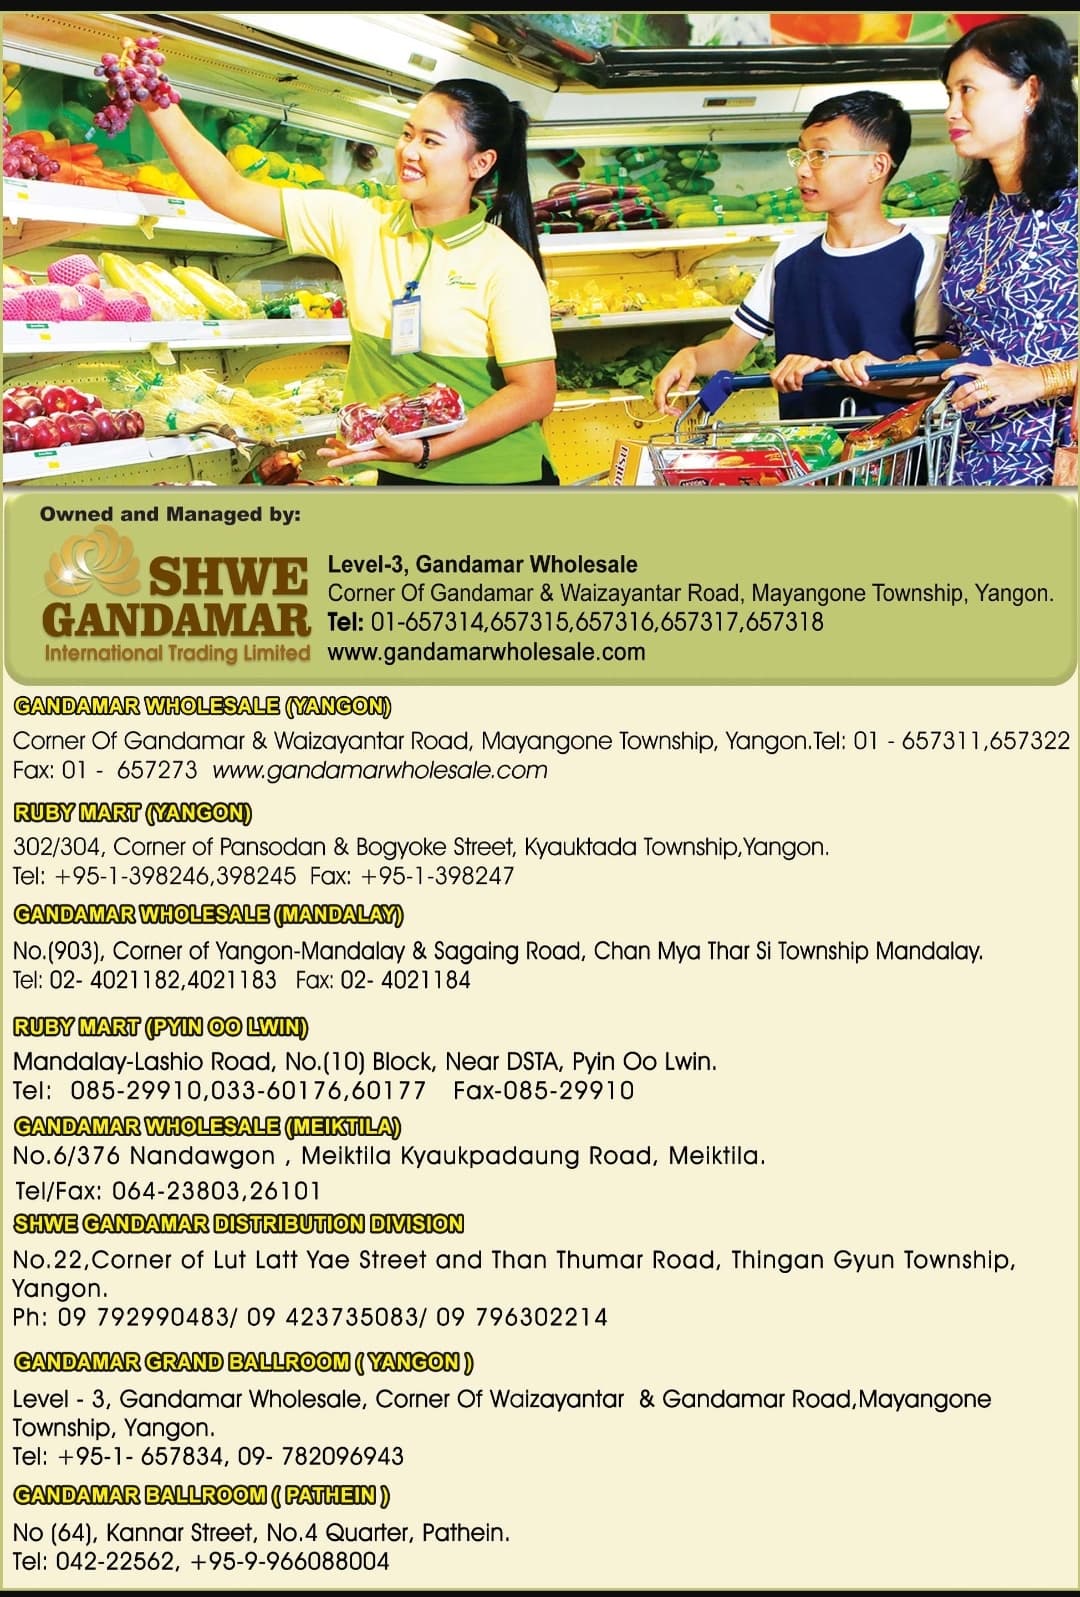 Owned and Managed by:
SHWE
GANDAMAR
International Trading Limited
Level-3, Gandamar Wholesale
Corner Of Gandamar & Waizayantar Road, Mayangone Township, Yangon.
Tel: 01-657314,657315,657316,657317,657318
www.gandamarwholesale.com
GANDAMAR WHOLESALE (YANGON)
Corner Of Gandamar & Waizayantar Road, Mayangone Township, Yangon.Tel: 01 - 657311,657322
Fax: 01 - 657273 www.gandamarwholesale.com
RUBY MART (YANGON)
302/304, Corner of Pansodan & Bogyoke Street, Kyauktada Township,Yangon.
Tel: +95-1-398246,398245 Fax: +95-1-398247
GANDAMAR WHOLESALE (MANDALAY)
No.(903), Corner of Yangon-Mandalay & Sagaing Road, Chan Mya Thar Si Township Mandalay.
Tel: 02- 4021182,4021183 Fax: 02- 4021184
RUBY MART (PYIN OO LWIN)
Mandalay-Lashio Road, No.(10) Block, Near DSTA, Pyin Oo Lwin.
Tel: 085-29910,033-60176,60177 Fax-085-29910
GANDAMAR WHOLESALE (MEIKTILA)
No.6/376 Nandawgon , Meiktila Kyaukpadaung Road, Meiktila.
Tel/Fax: 064-23803,26101
SHWE GANDAMAR DISTRIBUTION DIVISION
No.22,Corner of Lut Latt Yae Street and Than Thumar Road, Thingan Gyun Township,
Yangon.
Ph: 09 792990483/ 09 423735083/ 09 796302214
GANDAMAR GRAND BALLROOM ( YANGON )
Level - 3, Gandamar Wholesale, Corner Of Waizayantar & Gandamar Road,Mayangone
Township, Yangon.
Tel: +95-1- 657834, 09- 782096943
GANDAMAR BALLROOM ( PATHEIN )
No (64), Kannar Street, No.4 Quarter, Pathein.
Tel: 042-22562, +95-9-966088004